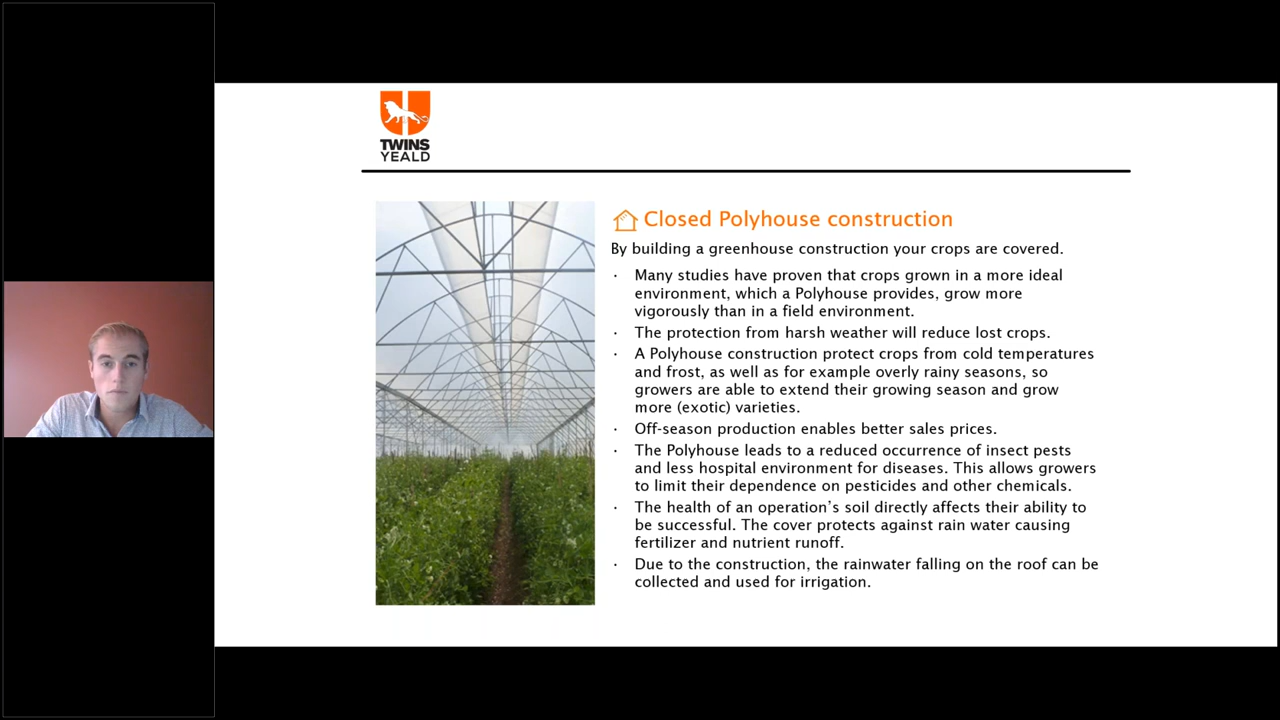 TWINS
YEALD
Closed Polyhouse construction
By building a greenhouse construction your crops are covered.
· Many studies have proven that crops grown in a more ideal
environment, which a Polyhouse provides, grow more
vigorously than in a field environment.
· The protection from harsh weather will reduce lost crops.
· A Polyhouse construction protect crops from cold temperatures
and frost, as well as for example overly rainy seasons, so
growers are able to extend their growing season and grow
more (exotic) varieties.
· Off-season production enables better sales prices.
· The Polyhouse leads to a reduced occurrence of insect pests
and less hospital environment for diseases. This allows growers
to limit their dependence on pesticides and other chemicals.
· The health of an operation's soil directly affects their ability to
be successful. The cover protects against rain water causing
fertilizer and nutrient runoff.
· Due to the construction, the rainwater falling on the roof can be
collected and used for irrigation.